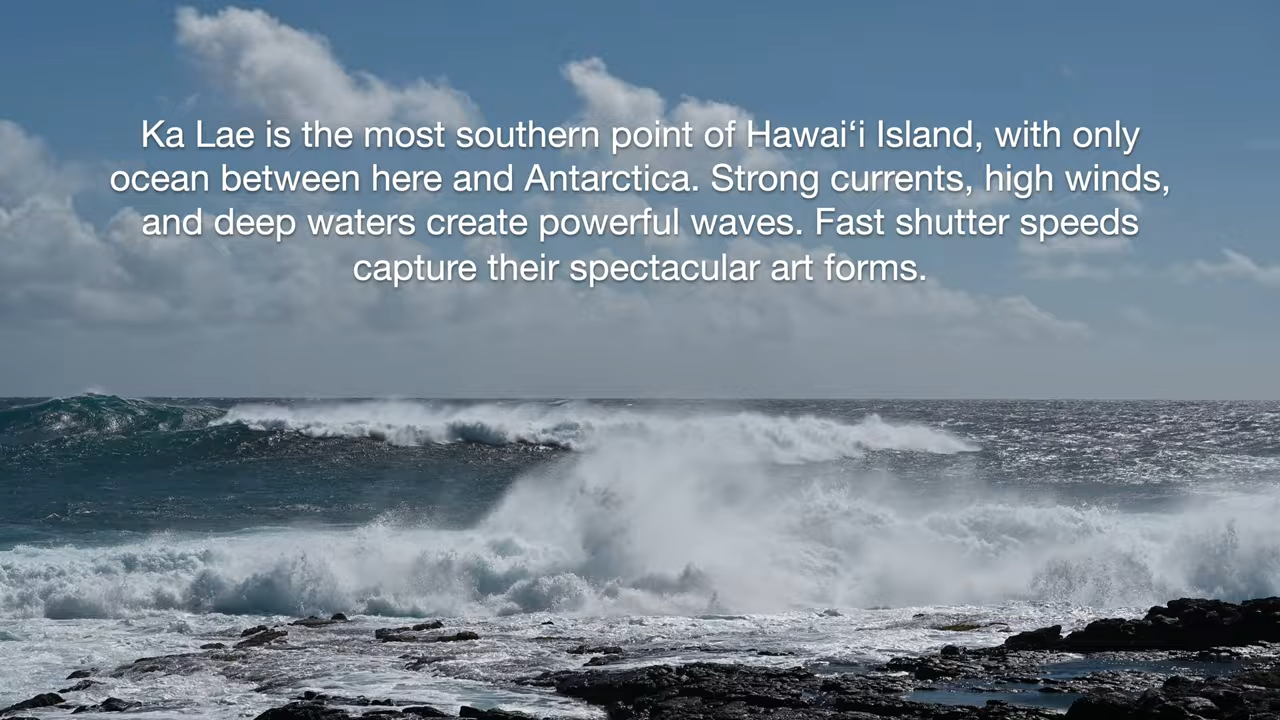 Ka Lae is the most southern point of Hawai‘i Island, with only
ocean between here and Antarctica. Strong currents, high winds,
and deep waters create powerful waves. Fast shutter speeds
capture their spectacular art forms.